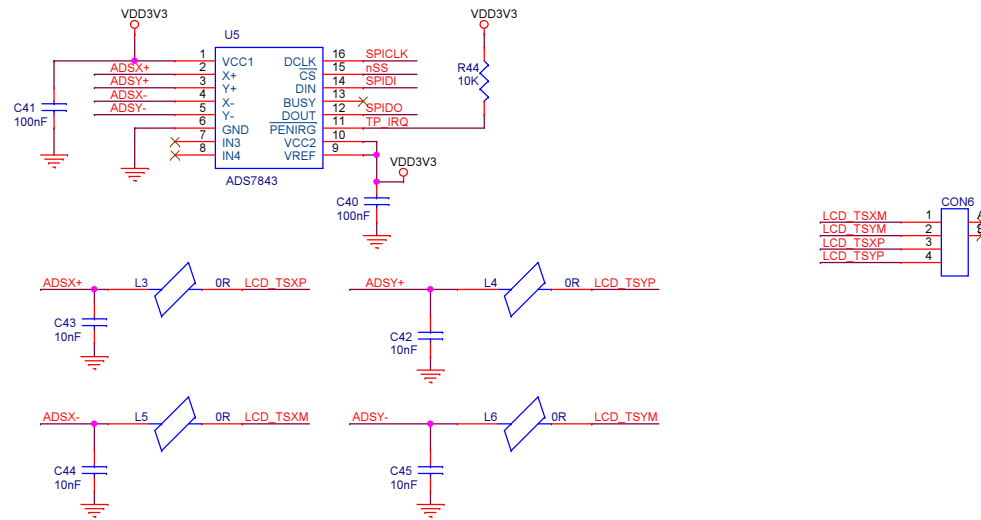 VDD3V3
VDD3V3
U5
1 VCC1 DCLK 16 SPICLK
ADSX+ 2 X+ CS 15 nSS
ADSY+ 3 Y+ DIN 14 SPIDI
ADSX- 4 X- BUSY 13
ADSY- 5 Y- DOUT 12 SPIDO
6 GND PENIRG 11 TP_IRQ
7 IN3 VCC2 10
8 IN4 VREF 9
ADS7843
R44
10K
C41
100nF
VDD3V3
C40
100nF
CON6
LCD_TSXM 1
LCD_TSYM 2
LCD_TSXP 3
LCD_TSYP 4
ADSX+ L3 0R LCD_TSXP
C43
10nF
ADSY+ L4 0R LCD_TSYP
C42
10nF
ADSX- L5 0R LCD_TSXM
C44
10nF
ADSY- L6 0R LCD_TSYM
C45
10nF